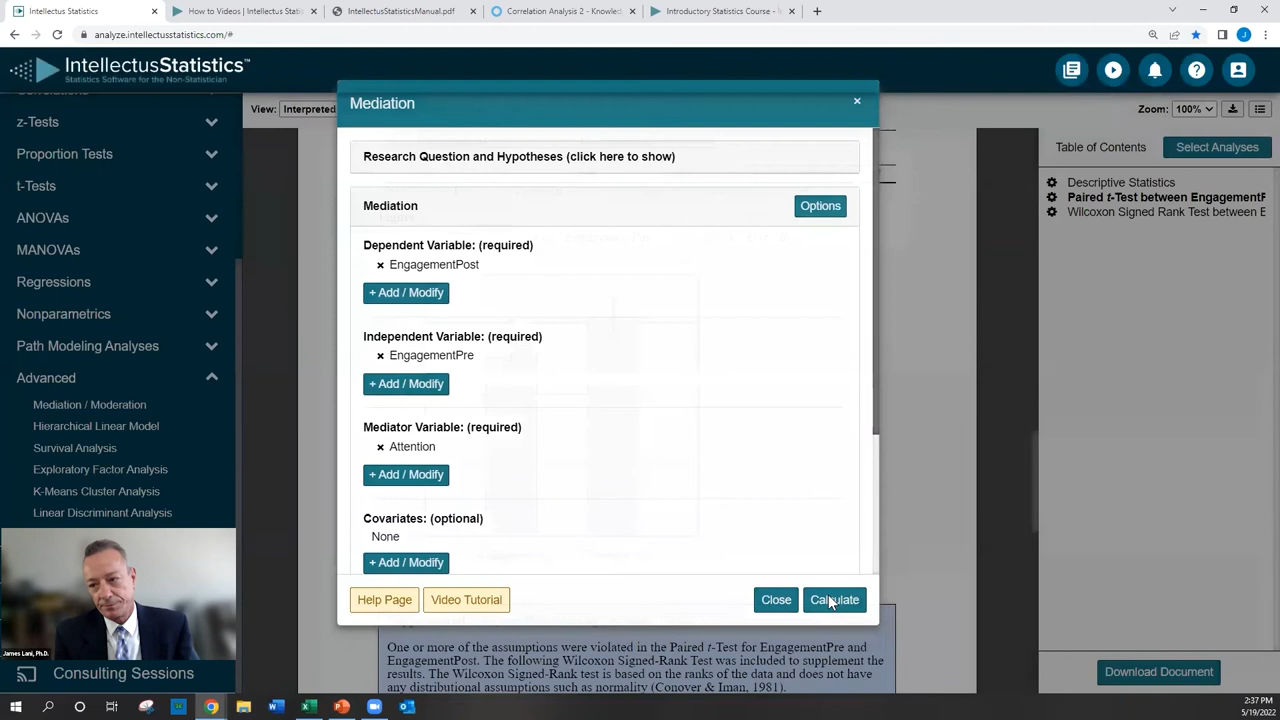 Intellectus Statistics
How to Videos | Intellectus Stati
IntellectusStatisticsManual.pdf
Correlation Analysis 2 - Knowled
Introductory Statistics Course -
analyze.intellectusstatistics.com/#
IntellectusStatistics™
Statistics Software for the Non-Statistician
z-Tests
Proportion Tests
t-Tests
ANOVAs
MANOVAs
Regressions
Nonparametrics
Path Modeling Analyses
Advanced
Mediation / Moderation
Hierarchical Linear Model
Survival Analysis
Exploratory Factor Analysis
K-Means Cluster Analysis
Linear Discriminant Analysis
James Lani, Ph.D.
Consulting Sessions
View: Interpreted
Zoom: 100%
Mediation
Research Question and Hypotheses (click here to show)
Mediation
Options
Dependent Variable: (required)
× EngagementPost
+ Add / Modify
Independent Variable: (required)
× EngagementPre
+ Add / Modify
Mediator Variable: (required)
× Attention
+ Add / Modify
Covariates: (optional)
None
+ Add / Modify
Help Page
Video Tutorial
Close
Calculate
One or more of the assumptions were violated in the Paired t-Test for EngagementPre and
EngagementPost. The following Wilcoxon Signed-Rank Test was included to supplement the
results. The Wilcoxon Signed-Rank test is based on the ranks of the data and does not have
any distributional assumptions such as normality (Conover & Iman, 1981).
Table of Contents
Select Analyses
Descriptive Statistics
Paired t-Test between EngagementF
Wilcoxon Signed Rank Test between E
Download Document
2:37 PM
5/19/2022